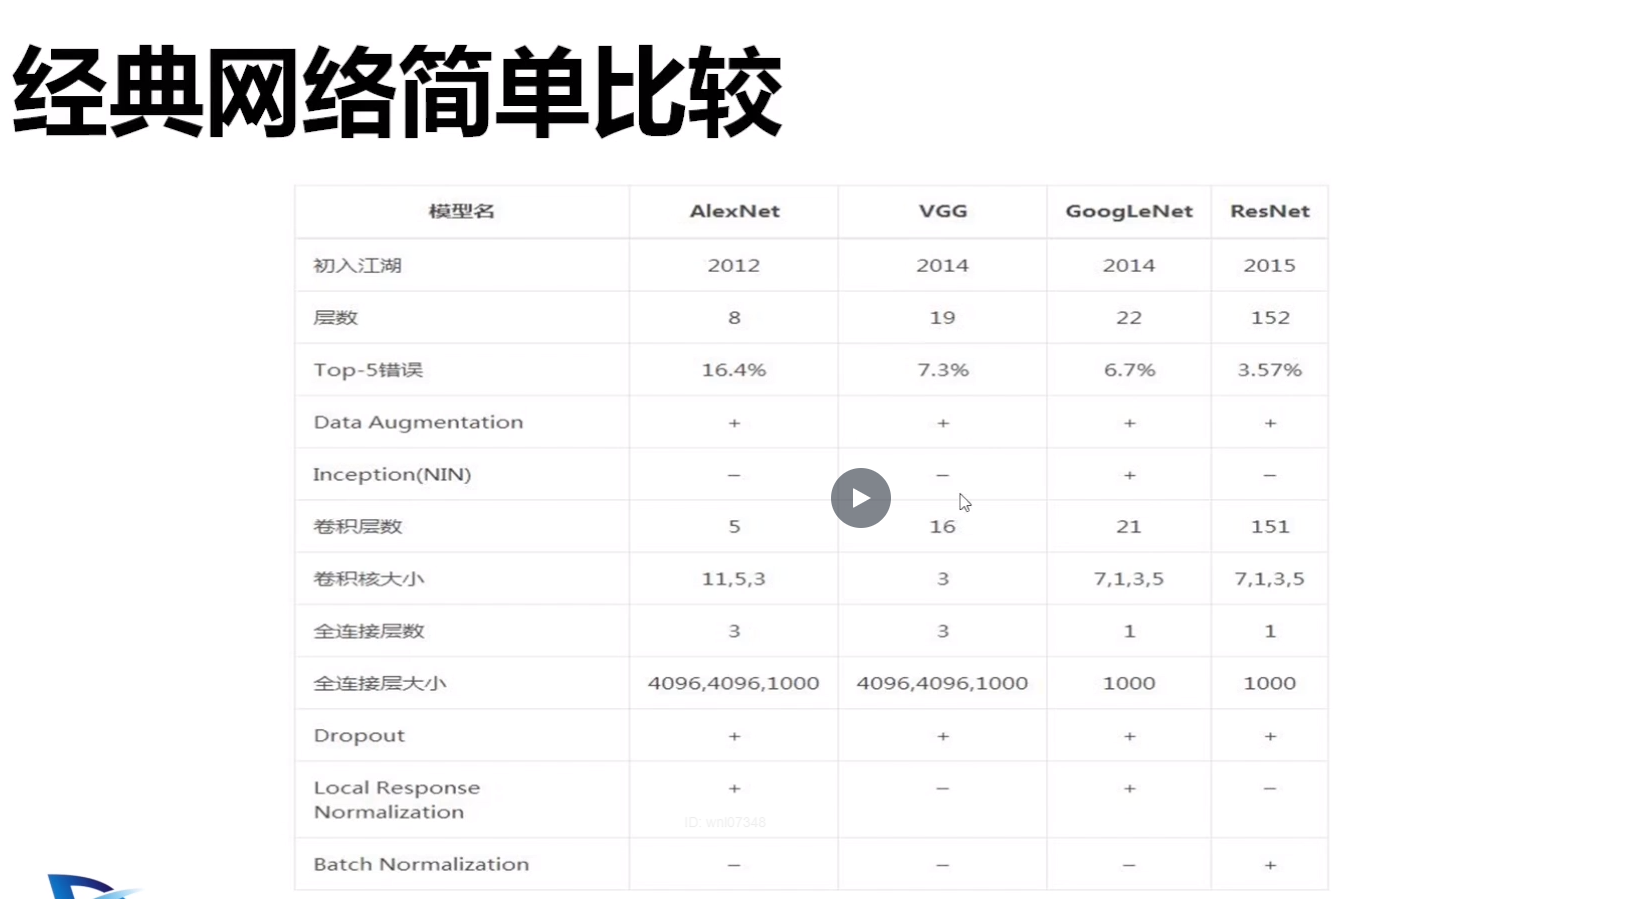 经典网络简单比较
模型名 AlexNet VGG GoogLeNet ResNet
初入江湖 2012 2014 2014 2015
层数 8 19 22 152
Top-5错误 16.4% 7.3% 6.7% 3.57%
Data Augmentation + + + +
Inception(NIN) − − + −
卷积层数 5 16 21 151
卷积核大小 11,5,3 3 7,1,3,5 7,1,3,5
全连接层数 3 3 1 1
全连接层大小 4096,4096,1000 4096,4096,1000 1000 1000
Dropout + + + +
Local Response + − + −
Normalization
ID: wnl07348
Batch Normalization − − − +